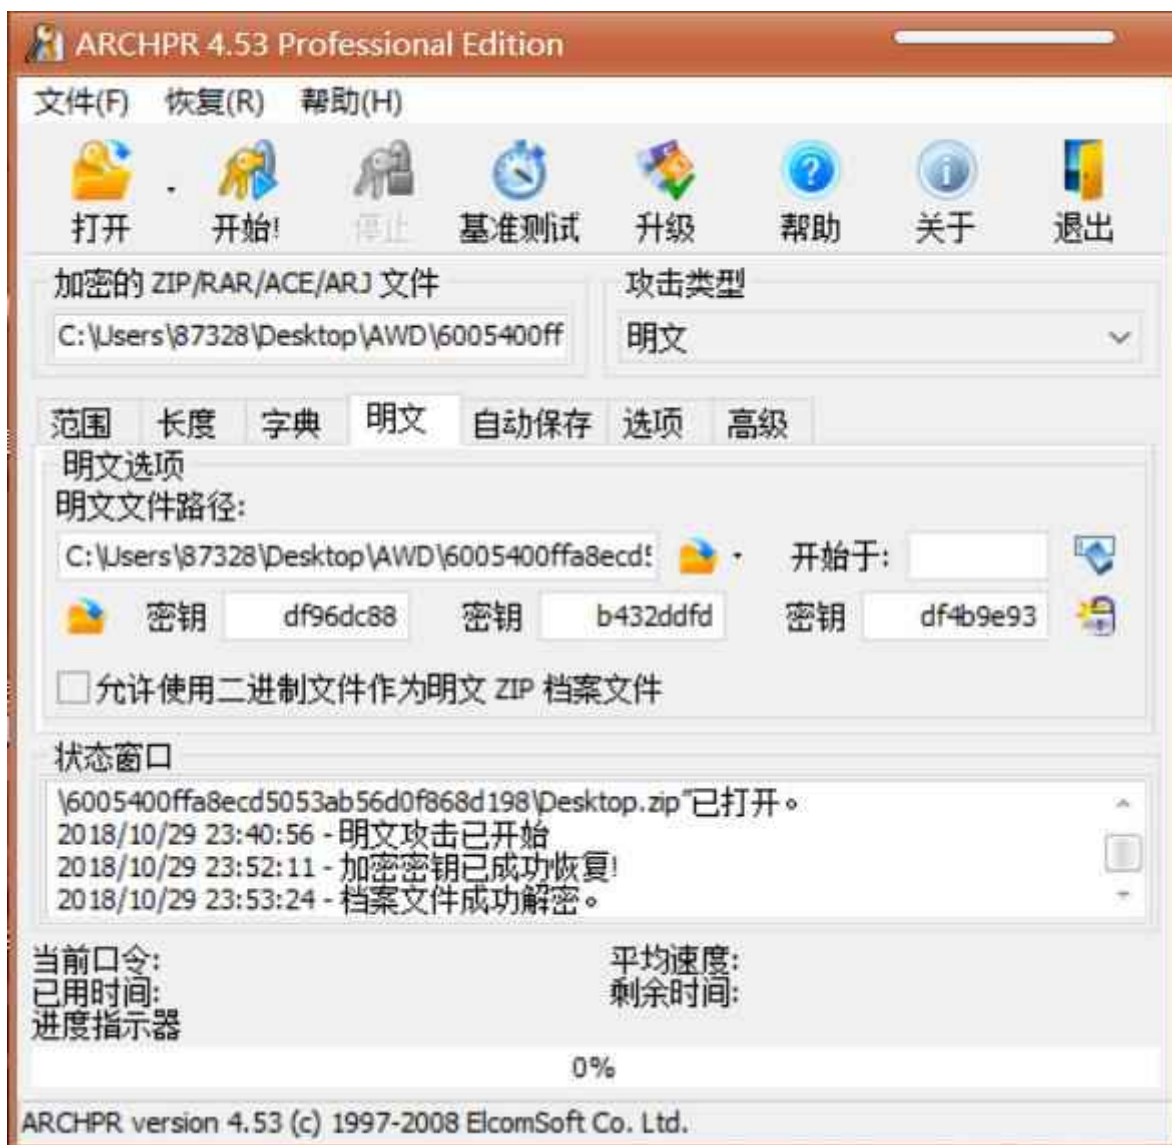 ARCHPR 4.53 Professional Edition
文件(F) 恢复(R) 帮助(H)
打开 开始! 停止 基准测试 升级 帮助 关于 退出
加密的 ZIP/RAR/ACE/ARJ 文件 攻击类型
C:\Users\87328\Desktop\AWD\6005400ff 明文
范围 长度 字典 明文 自动保存 选项 高级
明文选项
明文文件路径:
C:\Users\87328\Desktop\AWD\6005400ffa8ecd5 开始于:
密钥 df96dc88 密钥 b432ddfd 密钥 df4b9e93
允许使用二进制文件作为明文 ZIP 档案文件
状态窗口
\6005400ffa8ecd5053ab56d0f868d198\Desktop.zip"已打开。
2018/10/29 23:40:56 - 明文攻击已开始
2018/10/29 23:52:11 - 加密密钥已成功恢复!
2018/10/29 23:53:24 - 档案文件成功解密。
当前口令: 平均速度:
已用时间: 剩余时间:
进度指示器
0%
ARCHPR version 4.53 (c) 1997-2008 ElcomSoft Co. Ltd.